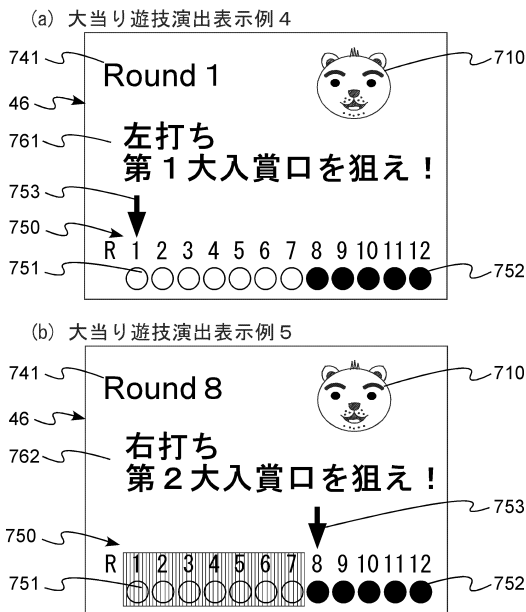 (a) 大当り遊技演出表示例４
741
Round 1
710
46
761
左打ち
第１大入賞口を狙え！
753
750
R 1 2 3 4 5 6 7 8 9 10 11 12
751
752
(b) 大当り遊技演出表示例５
741
Round 8
710
46
762
右打ち
第２大入賞口を狙え！
753
750
R 1 2 3 4 5 6 7 8 9 10 11 12
751
752